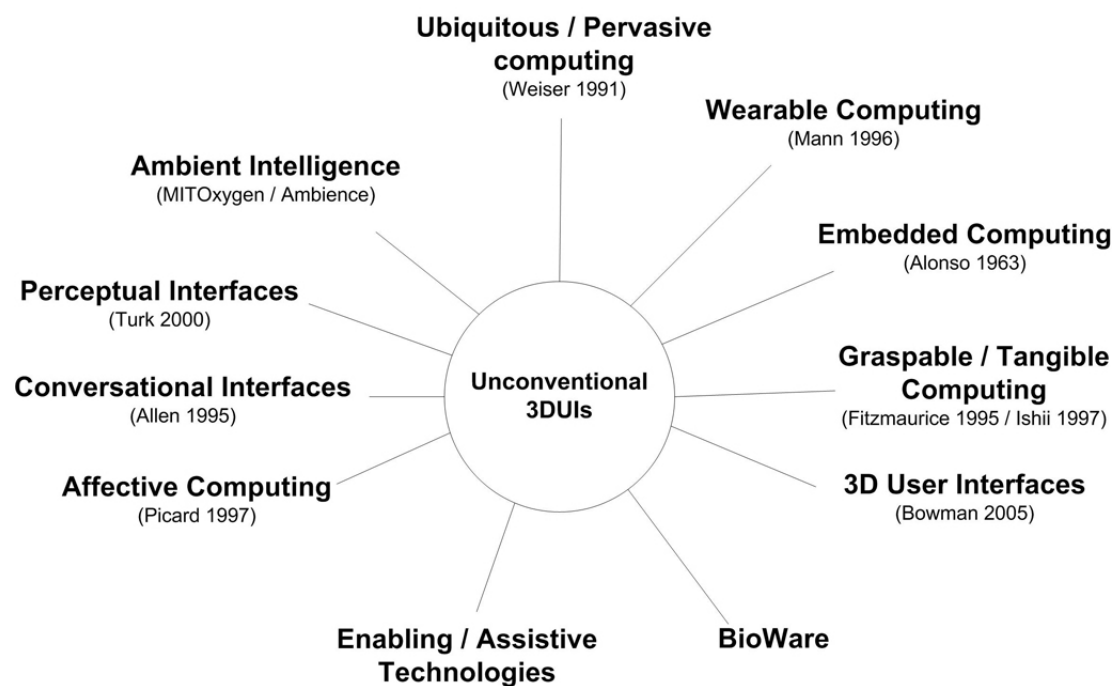 Ubiquitous / Pervasive
computing
(Weiser 1991)
Wearable Computing
(Mann 1996)
Ambient Intelligence
(MITOxygen / Ambience)
Embedded Computing
(Alonso 1963)
Perceptual Interfaces
(Turk 2000)
Graspable / Tangible
Computing
(Fitzmaurice 1995 / Ishii 1997)
Conversational Interfaces
(Allen 1995)
Unconventional
3DUIs
Affective Computing
(Picard 1997)
3D User Interfaces
(Bowman 2005)
Enabling / Assistive
Technologies
BioWare